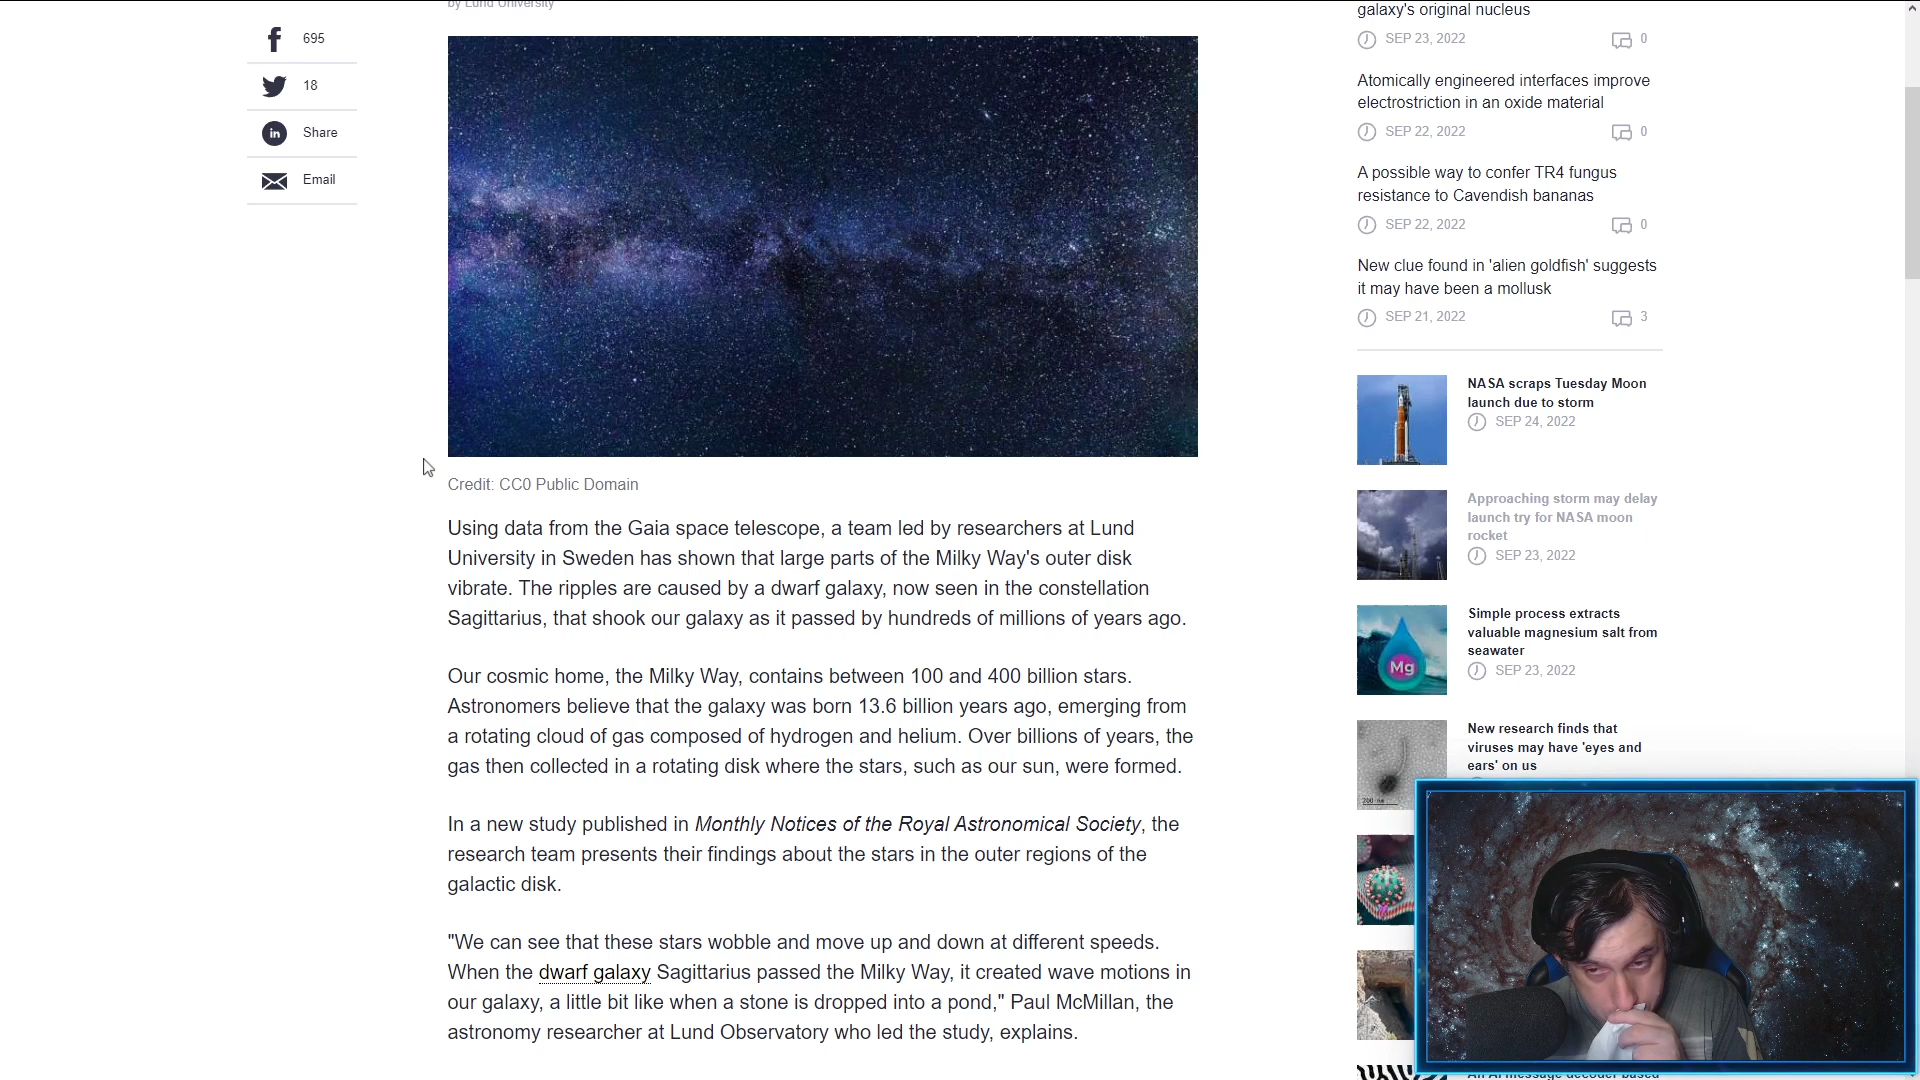 by Lund University
695
18
Share
Email
Credit: CC0 Public Domain
Using data from the Gaia space telescope, a team led by researchers at Lund
University in Sweden has shown that large parts of the Milky Way's outer disk
vibrate. The ripples are caused by a dwarf galaxy, now seen in the constellation
Sagittarius, that shook our galaxy as it passed by hundreds of millions of years ago.
Our cosmic home, the Milky Way, contains between 100 and 400 billion stars.
Astronomers believe that the galaxy was born 13.6 billion years ago, emerging from
a rotating cloud of gas composed of hydrogen and helium. Over billions of years, the
gas then collected in a rotating disk where the stars, such as our sun, were formed.
In a new study published in Monthly Notices of the Royal Astronomical Society, the
research team presents their findings about the stars in the outer regions of the
galactic disk.
"We can see that these stars wobble and move up and down at different speeds.
When the dwarf galaxy Sagittarius passed the Milky Way, it created wave motions in
our galaxy, a little bit like when a stone is dropped into a pond," Paul McMillan, the
astronomy researcher at Lund Observatory who led the study, explains.
galaxy's original nucleus
SEP 23, 2022 0
Atomically engineered interfaces improve
electrostriction in an oxide material
SEP 22, 2022 0
A possible way to confer TR4 fungus
resistance to Cavendish bananas
SEP 22, 2022 0
New clue found in 'alien goldfish' suggests
it may have been a mollusk
SEP 21, 2022 3
NASA scraps Tuesday Moon
launch due to storm
SEP 24, 2022
Approaching storm may delay
launch try for NASA moon
rocket
SEP 23, 2022
Mg
Simple process extracts
valuable magnesium salt from
seawater
SEP 23, 2022
New research finds that
viruses may have 'eyes and
ears' on us
200 nm
An AI message decoder based